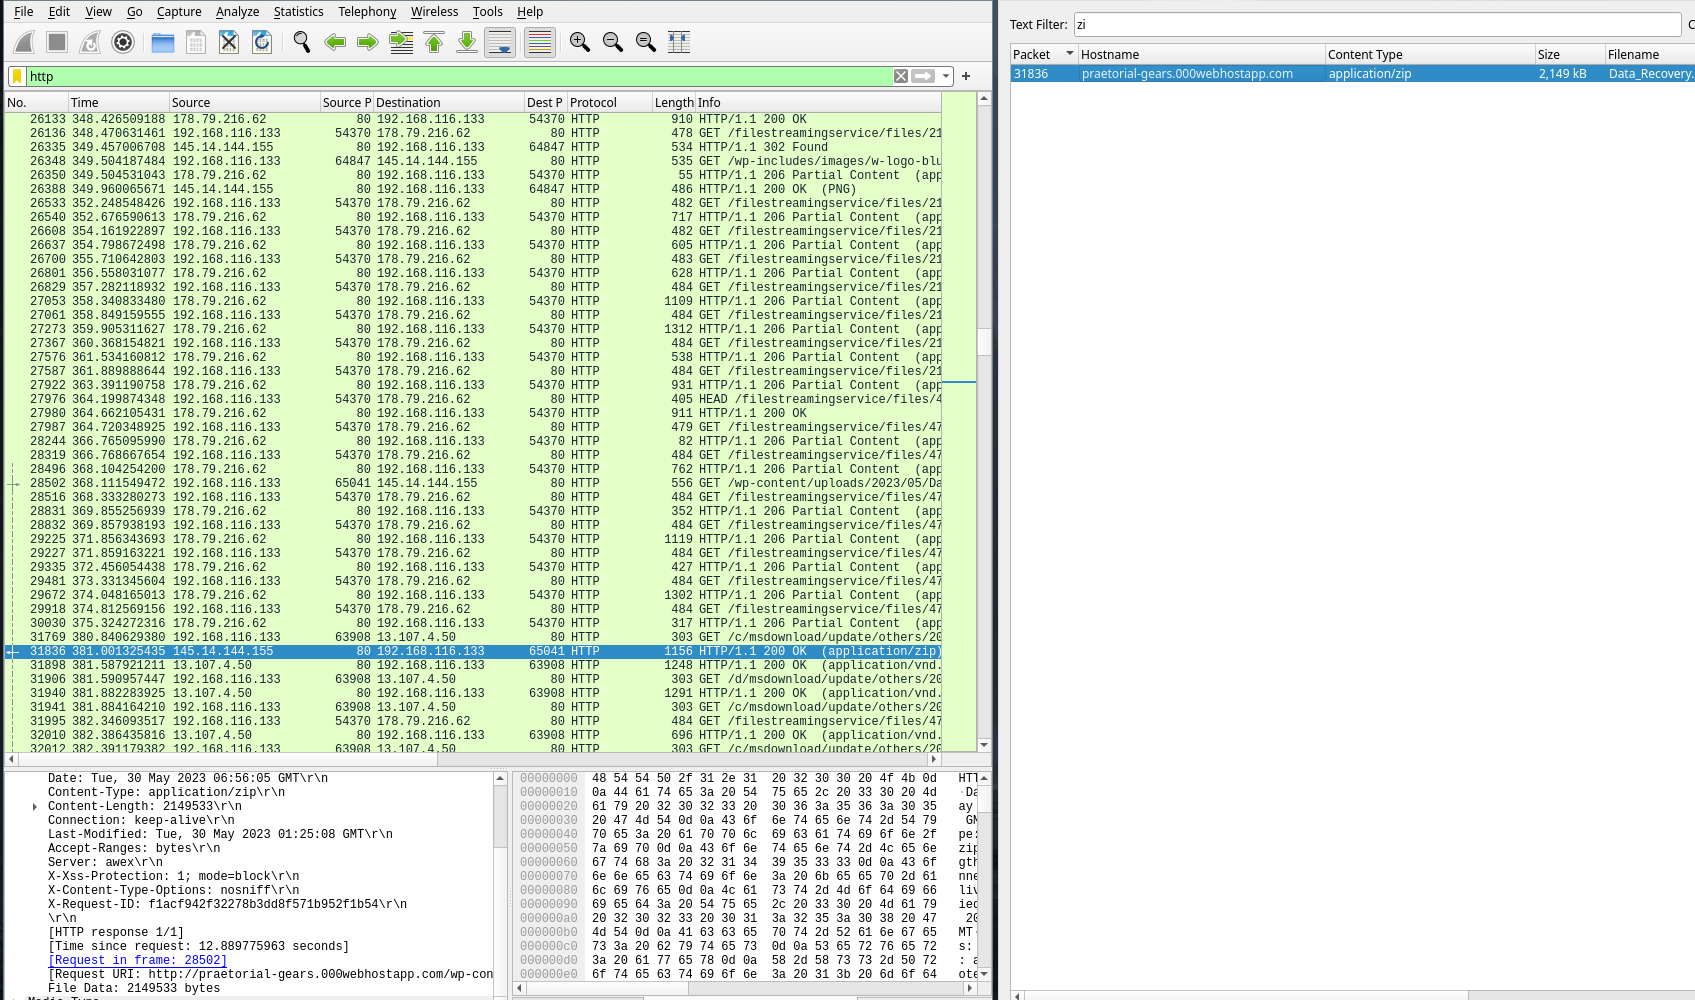 File Edit View Go Capture Analyze Statistics Telephony Wireless Tools Help
http
No. Time Source Source P Destination Dest P Protocol Length Info
26133 348.426509188 178.79.216.62 80 192.168.116.133 54370 HTTP 910 HTTP/1.1 200 OK
26136 348.470631461 192.168.116.133 54370 178.79.216.62 80 HTTP 478 GET /filestreamingservice/files/21
26335 349.457006708 145.14.144.155 80 192.168.116.133 64847 HTTP 534 HTTP/1.1 302 Found
26348 349.504187484 192.168.116.133 64847 145.14.144.155 80 HTTP 535 GET /wp-includes/images/w-logo-blu
26350 349.504531043 178.79.216.62 80 192.168.116.133 54370 HTTP 55 HTTP/1.1 206 Partial Content (app
26388 349.960065671 145.14.144.155 80 192.168.116.133 64847 HTTP 486 HTTP/1.1 200 OK (PNG)
26533 352.248548426 192.168.116.133 54370 178.79.216.62 80 HTTP 482 GET /filestreamingservice/files/21
26540 352.676590613 178.79.216.62 80 192.168.116.133 54370 HTTP 717 HTTP/1.1 206 Partial Content (app
26608 354.161922897 192.168.116.133 54370 178.79.216.62 80 HTTP 482 GET /filestreamingservice/files/21
26637 354.798672498 178.79.216.62 80 192.168.116.133 54370 HTTP 605 HTTP/1.1 206 Partial Content (app
26700 355.710642803 192.168.116.133 54370 178.79.216.62 80 HTTP 483 GET /filestreamingservice/files/21
26801 356.558031077 178.79.216.62 80 192.168.116.133 54370 HTTP 628 HTTP/1.1 206 Partial Content (app
26829 357.282118932 192.168.116.133 54370 178.79.216.62 80 HTTP 484 GET /filestreamingservice/files/21
27053 358.340833480 178.79.216.62 80 192.168.116.133 54370 HTTP 1109 HTTP/1.1 206 Partial Content (app
27061 358.849159555 192.168.116.133 54370 178.79.216.62 80 HTTP 484 GET /filestreamingservice/files/21
27273 359.905311627 178.79.216.62 80 192.168.116.133 54370 HTTP 1312 HTTP/1.1 206 Partial Content (app
27367 360.368154821 192.168.116.133 54370 178.79.216.62 80 HTTP 484 GET /filestreamingservice/files/21
27576 361.534160812 178.79.216.62 80 192.168.116.133 54370 HTTP 538 HTTP/1.1 206 Partial Content (app
27587 361.889888644 192.168.116.133 54370 178.79.216.62 80 HTTP 484 GET /filestreamingservice/files/21
27922 363.391190758 178.79.216.62 80 192.168.116.133 54370 HTTP 931 HTTP/1.1 206 Partial Content (app
27976 364.199874348 192.168.116.133 54370 178.79.216.62 80 HTTP 405 HEAD /filestreamingservice/files/4
27980 364.662105431 178.79.216.62 80 192.168.116.133 54370 HTTP 911 HTTP/1.1 200 OK
27987 364.720348925 192.168.116.133 54370 178.79.216.62 80 HTTP 479 GET /filestreamingservice/files/47
28244 366.765095990 178.79.216.62 80 192.168.116.133 54370 HTTP 82 HTTP/1.1 206 Partial Content (app
28319 366.768667654 192.168.116.133 54370 178.79.216.62 80 HTTP 484 GET /filestreamingservice/files/47
28496 368.104254200 178.79.216.62 80 192.168.116.133 54370 HTTP 762 HTTP/1.1 206 Partial Content (app
28502 368.111549472 192.168.116.133 65041 145.14.144.155 80 HTTP 556 GET /wp-content/uploads/2023/05/Da
28516 368.333280273 192.168.116.133 54370 178.79.216.62 80 HTTP 484 GET /filestreamingservice/files/47
28831 369.855256939 178.79.216.62 80 192.168.116.133 54370 HTTP 352 HTTP/1.1 206 Partial Content (app
28832 369.857938193 192.168.116.133 54370 178.79.216.62 80 HTTP 484 GET /filestreamingservice/files/47
29225 371.856343693 178.79.216.62 80 192.168.116.133 54370 HTTP 1119 HTTP/1.1 206 Partial Content (app
29227 371.859163221 192.168.116.133 54370 178.79.216.62 80 HTTP 484 GET /filestreamingservice/files/47
29335 372.456054438 178.79.216.62 80 192.168.116.133 54370 HTTP 427 HTTP/1.1 206 Partial Content (app
29481 373.331345604 192.168.116.133 54370 178.79.216.62 80 HTTP 484 GET /filestreamingservice/files/47
29672 374.048165013 178.79.216.62 80 192.168.116.133 54370 HTTP 1302 HTTP/1.1 206 Partial Content (app
29918 374.812569156 192.168.116.133 54370 178.79.216.62 80 HTTP 484 GET /filestreamingservice/files/47
30030 375.324272316 178.79.216.62 80 192.168.116.133 54370 HTTP 317 HTTP/1.1 206 Partial Content (app
31769 380.840629380 192.168.116.133 63908 13.107.4.50 80 HTTP 303 GET /c/msdownload/update/others/20
31836 381.001325435 145.14.144.155 80 192.168.116.133 65041 HTTP 1156 HTTP/1.1 200 OK (application/zip)
31898 381.587921211 13.107.4.50 80 192.168.116.133 63908 HTTP 1248 HTTP/1.1 200 OK (application/vnd.
31906 381.590957447 192.168.116.133 63908 13.107.4.50 80 HTTP 303 GET /d/msdownload/update/others/20
31940 381.882283925 13.107.4.50 80 192.168.116.133 63908 HTTP 1291 HTTP/1.1 200 OK (application/vnd.
31941 381.884164210 192.168.116.133 63908 13.107.4.50 80 HTTP 303 GET /c/msdownload/update/others/20
31995 382.346093517 192.168.116.133 54370 178.79.216.62 80 HTTP 484 GET /filestreamingservice/files/47
32010 382.386435816 13.107.4.50 80 192.168.116.133 63908 HTTP 696 HTTP/1.1 200 OK (application/vnd.
32012 382.391179382 192.168.116.133 63908 13.107.4.50 80 HTTP 303 GET /c/msdownload/update/others/20
Date: Tue, 30 May 2023 06:56:05 GMT\r\n
Content-Type: application/zip\r\n
Content-Length: 2149533\r\n
Connection: keep-alive\r\n
Last-Modified: Tue, 30 May 2023 01:25:08 GMT\r\n
Accept-Ranges: bytes\r\n
Server: awex\r\n
X-Xss-Protection: 1; mode=block\r\n
X-Content-Type-Options: nosniff\r\n
X-Request-ID: f1acf942f32278b3dd8f571b952f1b54\r\n
\r\n
[HTTP response 1/1]
[Time since request: 12.889775963 seconds]
[Request in frame: 28502]
[Request URI: http://praetorial-gears.000webhostapp.com/wp-con
File Data: 2149533 bytes
Media Type
00000000 48 54 54 50 2f 31 2e 31 20 32 30 30 20 4f 4b 0d HTT
00000010 0a 44 61 74 65 3a 20 54 75 65 2c 20 33 30 20 4d ·Da
00000020 61 79 20 32 30 32 33 20 30 36 3a 35 36 3a 30 35 ay
00000030 20 47 4d 54 0d 0a 43 6f 6e 74 65 6e 74 2d 54 79 GM
00000040 70 65 3a 20 61 70 70 6c 69 63 61 74 69 6f 6e 2f pe:
00000050 7a 69 70 0d 0a 43 6f 6e 74 65 6e 74 2d 4c 65 6e zip
00000060 67 74 68 3a 20 32 31 34 39 35 33 33 0d 0a 43 6f gth
00000070 6e 6e 65 63 74 69 6f 6e 3a 20 6b 65 65 70 2d 61 nne
00000080 6c 69 76 65 0d 0a 4c 61 73 74 2d 4d 6f 64 69 66 liv
00000090 69 65 64 3a 20 54 75 65 2c 20 33 30 20 4d 61 79 ied
000000a0 20 32 30 32 33 20 30 31 3a 32 35 3a 30 38 20 47 20
000000b0 4d 54 0d 0a 41 63 63 65 70 74 2d 52 61 6e 67 65 MT·
000000c0 73 3a 20 62 79 74 65 73 0d 0a 53 65 72 76 65 72 s:
000000d0 3a 20 61 77 65 78 0d 0a 58 2d 58 73 73 2d 50 72 : a
000000e0 6f 74 65 63 74 69 6f 6e 3a 20 31 3b 20 6d 6f 64 ote
Text Filter: zi
Packet Hostname Content Type Size Filename
31836 praetorial-gears.000webhostapp.com application/zip 2,149 kB Data_Recovery.